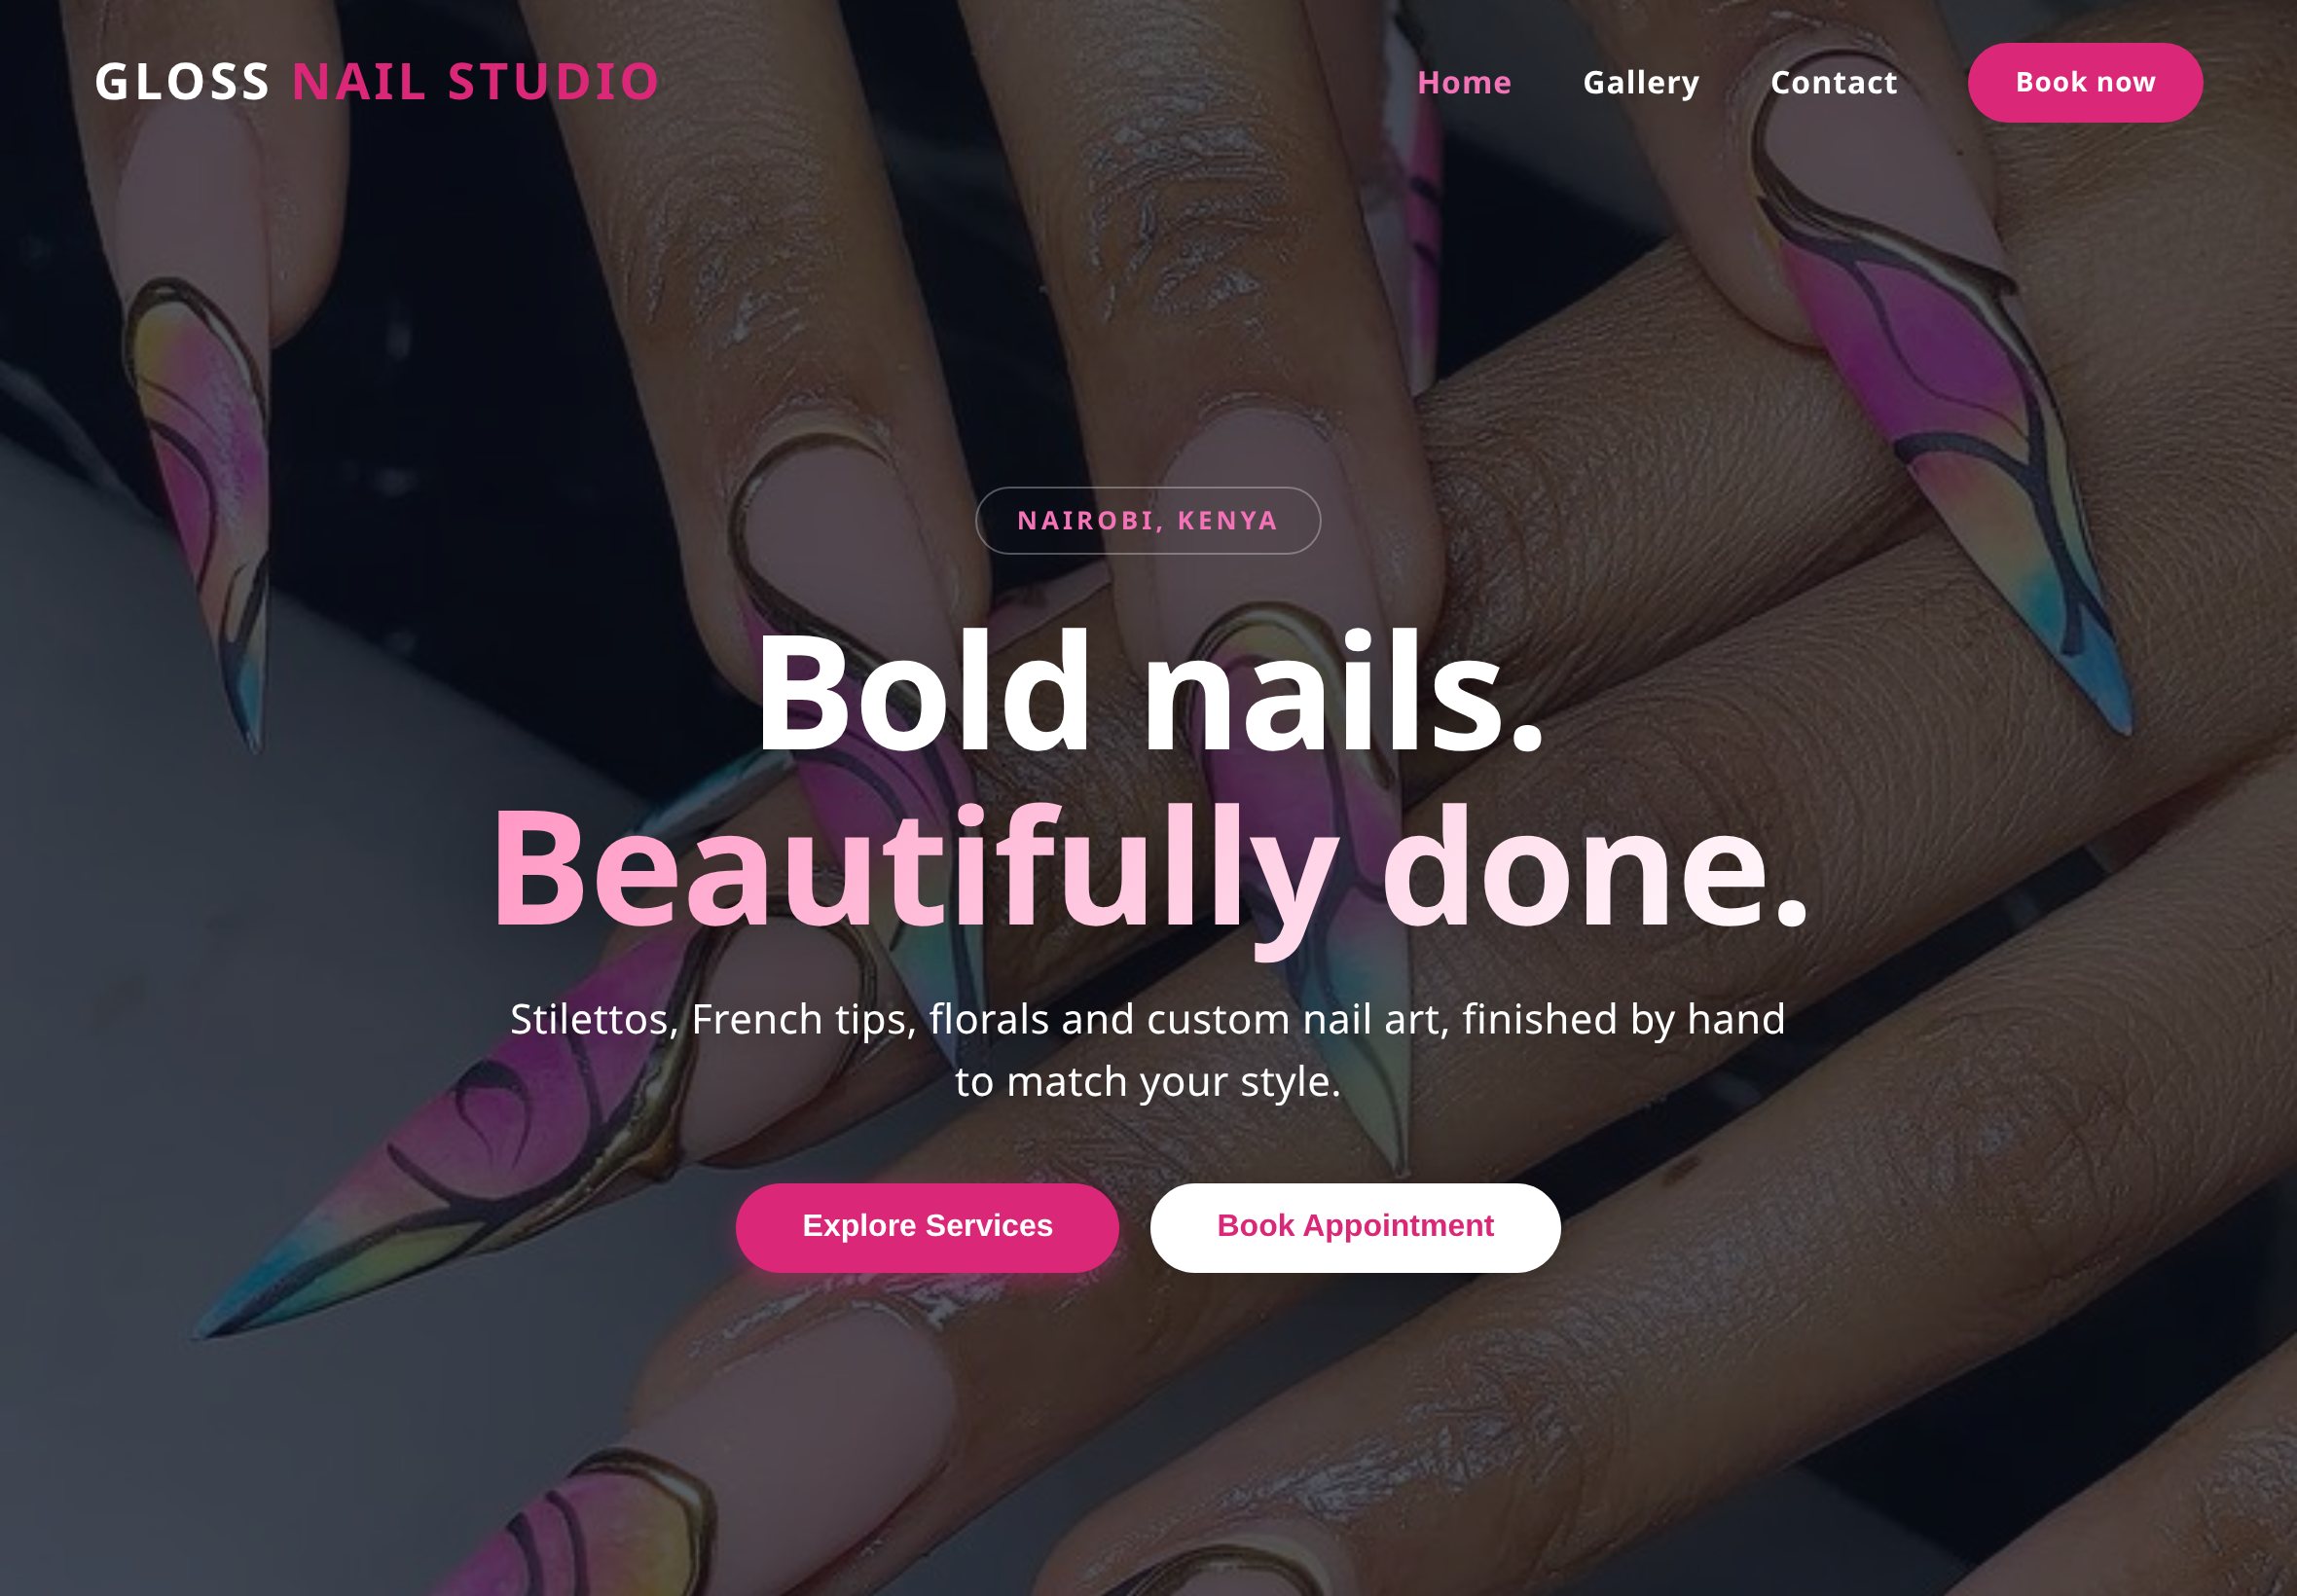 GLOSS NAIL STUDIO
Home
Gallery
Contact
Book now
NAIROBI, KENYA
Bold nails.
Beautifully done.
Stilettos, French tips, florals and custom nail art, finished by hand
to match your style.
Explore Services
Book Appointment